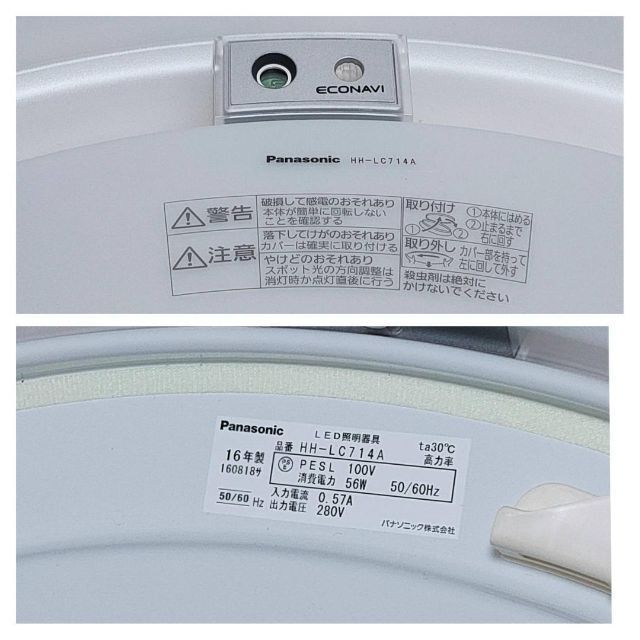 ECONAVI
Panasonic HH-LC714A
警告
破損して感電のおそれあり
本体が簡単に回転しない
ことを確認する
注意
落下してけがのおそれあり
カバーは確実に取り付ける
やけどのおそれあり
スポット光の方向調整は
消灯時か点灯直後に行う
取り付け
①本体にはめる
②止まるまで
右に回す
① ②
取り外し
カバー部を持って
左に回して外す
殺虫剤は絶対に
かけないでください
Panasonic
LED照明器具
ta30℃
16年製
品番 HH-LC714A
高力率
160818サ
PESL 100V
消費電力 56W 50/60Hz
50/60 Hz
入力電流 0.57A
出力電圧 280V
パナソニック株式会社